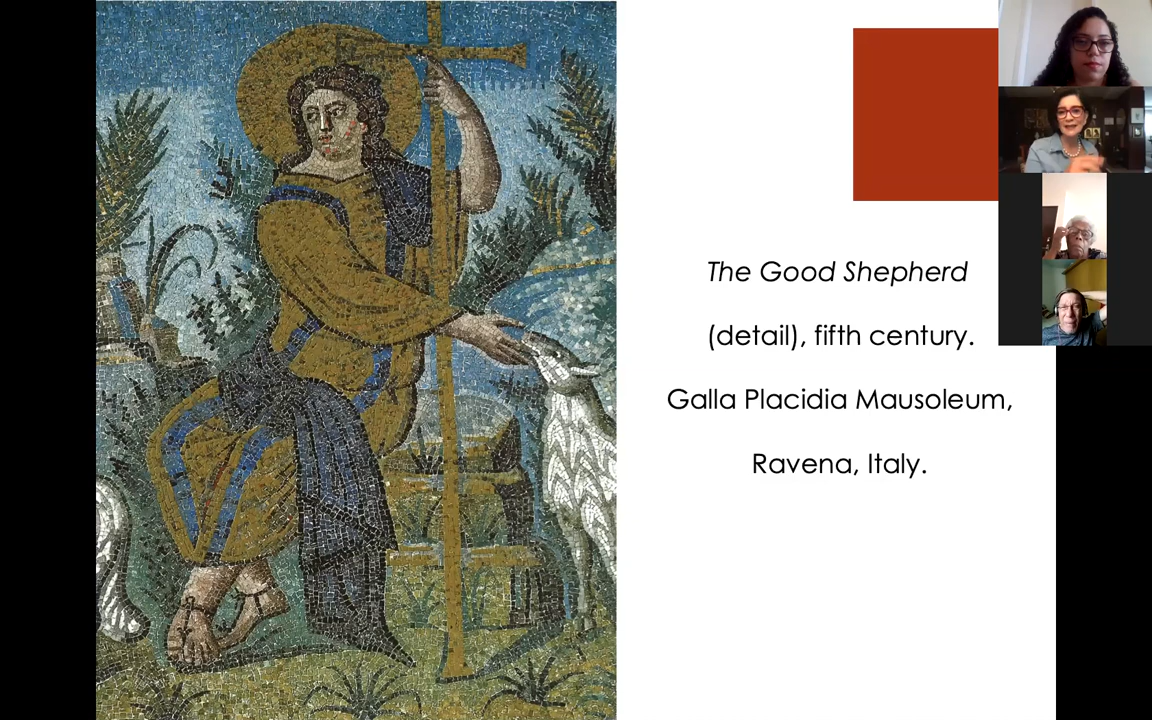 The Good Shepherd
(detail), fifth century.
Galla Placidia Mausoleum,
Ravena, Italy.